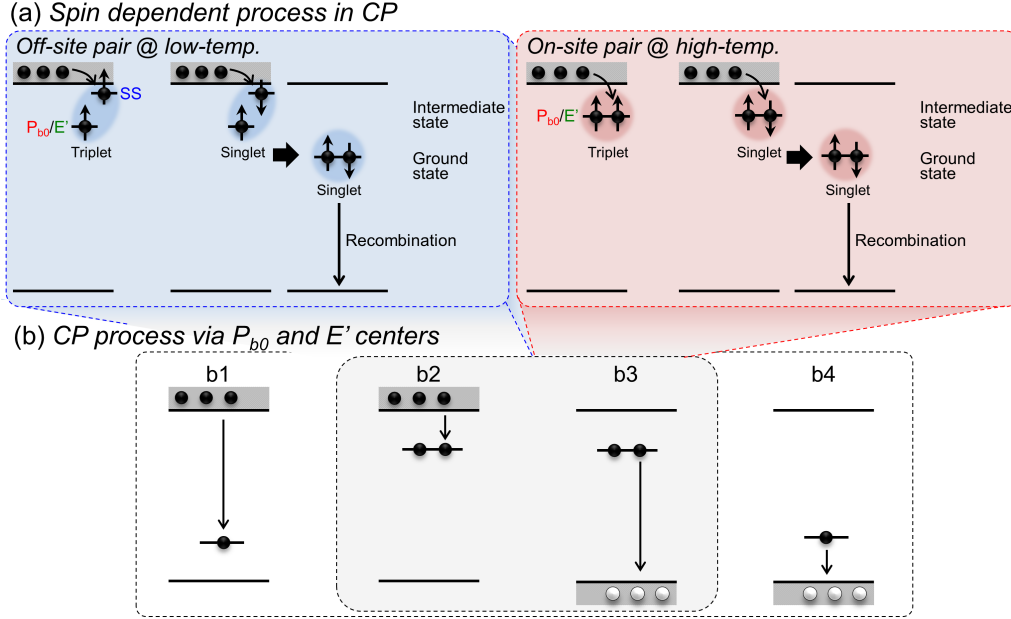 (a) Spin dependent process in CP
Off-site pair @ low-temp.
On-site pair @ high-temp.
SS
Pb0/E'
Triplet
Singlet
Singlet
Intermediate
state
Ground
state
Recombination
Pb0/E'
Triplet
Singlet
Singlet
Intermediate
state
Ground
state
Recombination
(b) CP process via Pb0 and E' centers
b1
b2
b3
b4